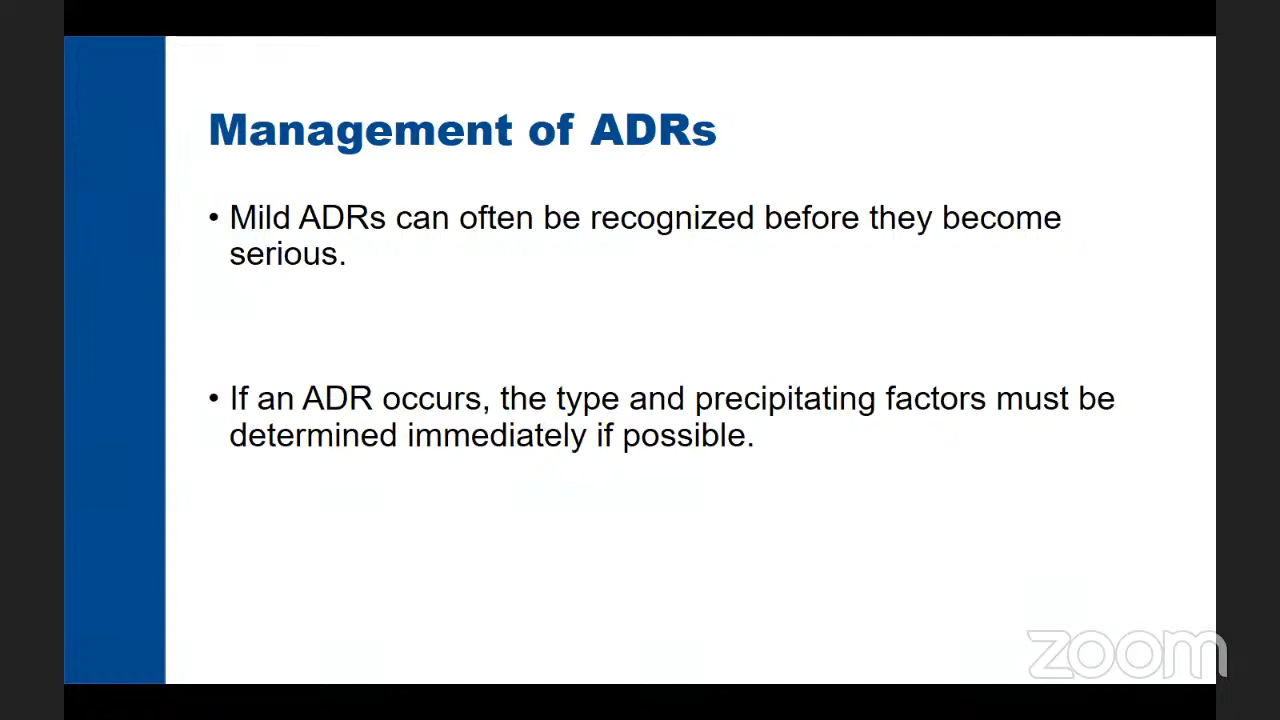 Management of ADRs
• Mild ADRs can often be recognized before they become
serious.
• If an ADR occurs, the type and precipitating factors must be
determined immediately if possible.
zoom